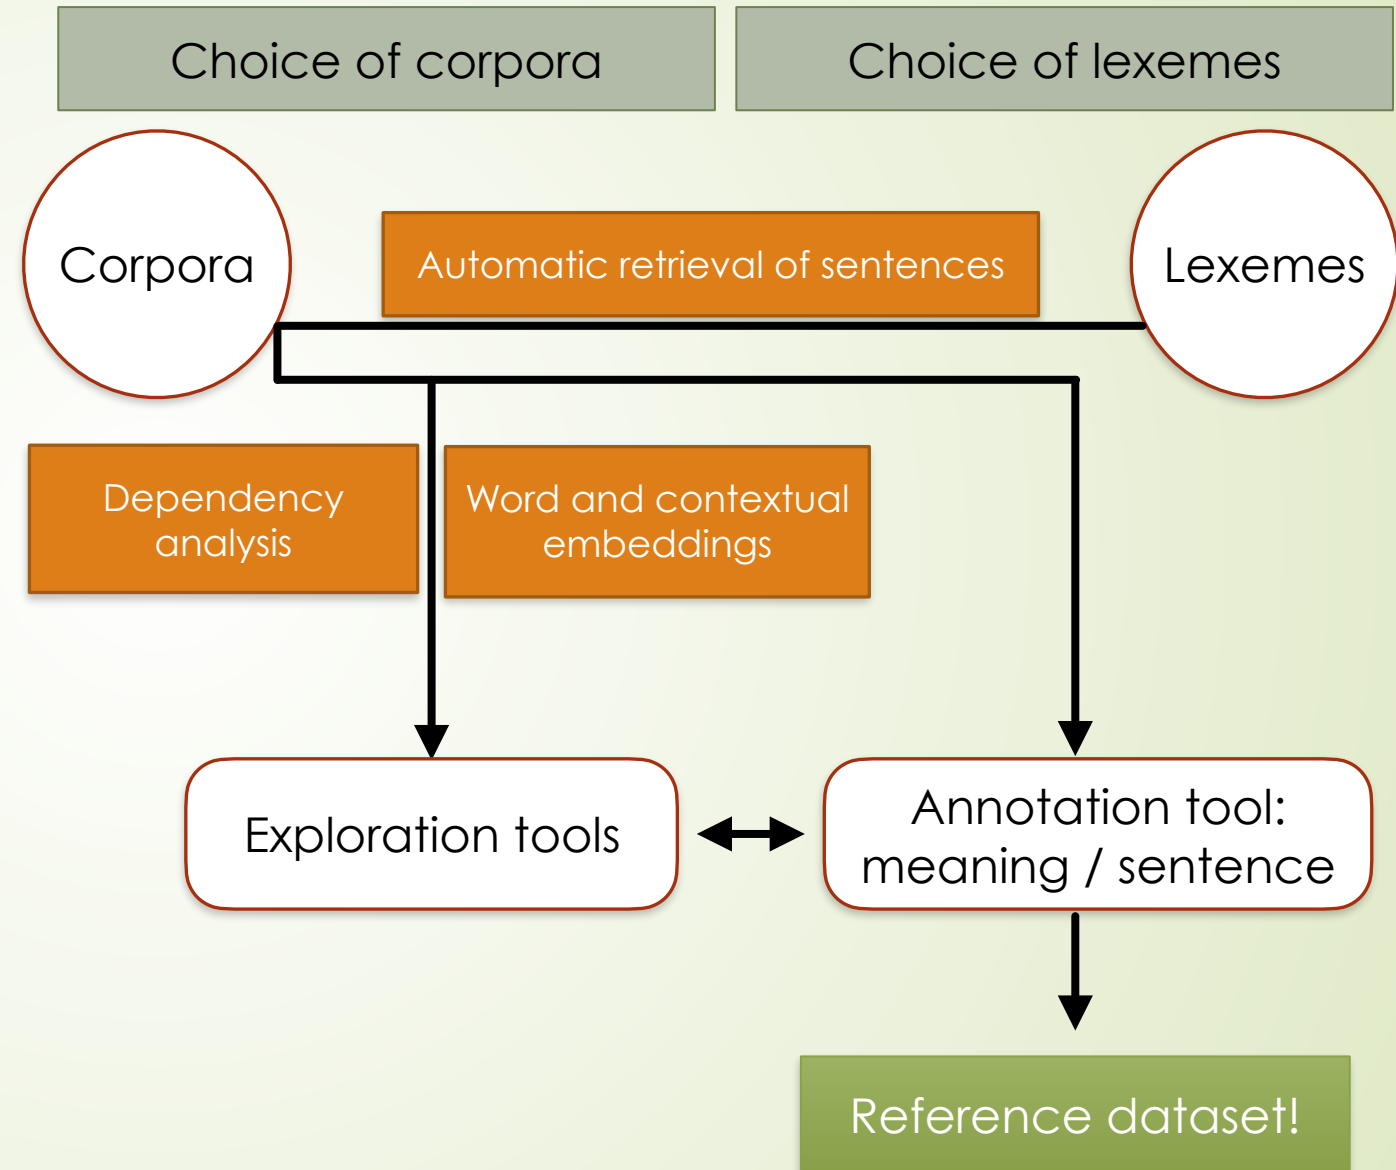 Choice of corpora
Choice of lexemes
Corpora
Automatic retrieval of sentences
Lexemes
Dependency
analysis
Word and contextual
embeddings
Exploration tools
Annotation tool:
meaning / sentence
Reference dataset!